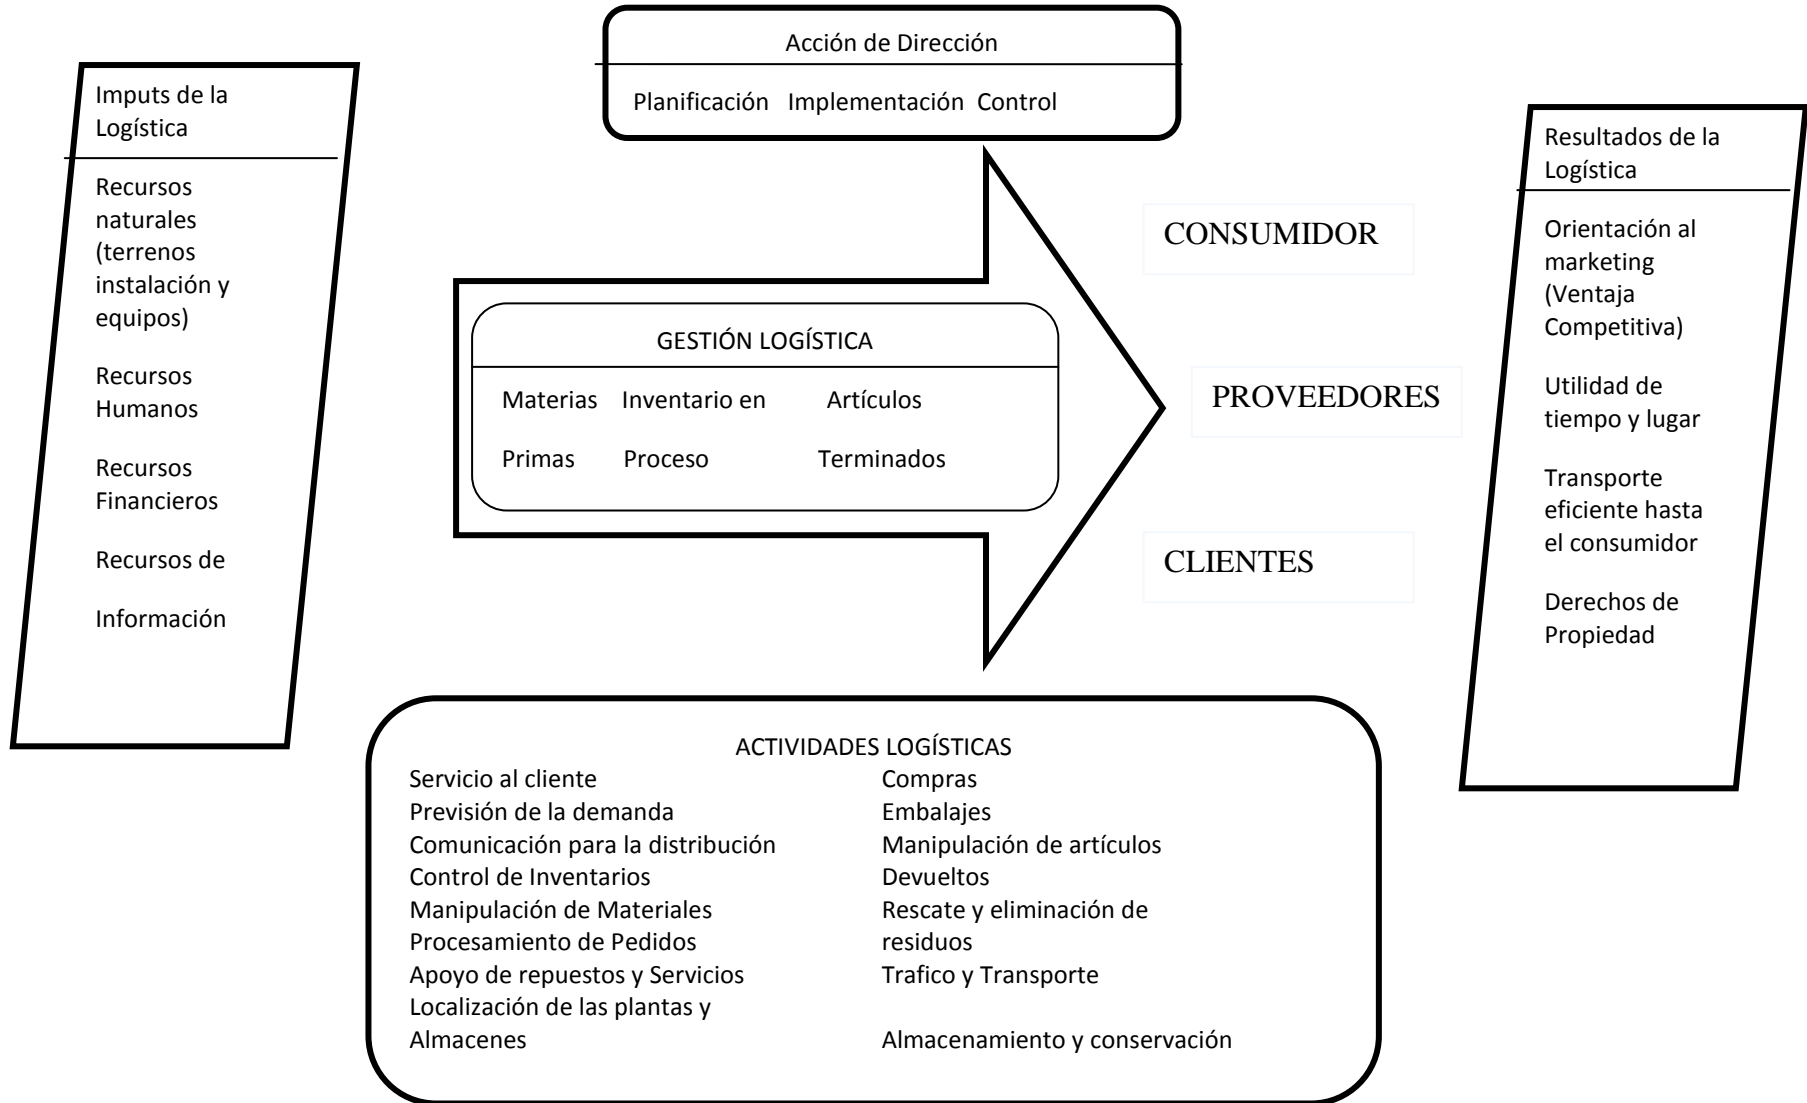 Acción de Dirección
Planificación Implementación Control
Imputs de la
Logística
Recursos
naturales
(terrenos
instalación y
equipos)
Recursos
Humanos
Recursos
Financieros
Recursos de
Información
GESTIÓN LOGÍSTICA
Materias Inventario en Artículos
Primas Proceso Terminados
CONSUMIDOR
PROVEEDORES
CLIENTES
Resultados de la
Logística
Orientación al
marketing
(Ventaja
Competitiva)
Utilidad de
tiempo y lugar
Transporte
eficiente hasta
el consumidor
Derechos de
Propiedad
ACTIVIDADES LOGÍSTICAS
Servicio al cliente Compras
Previsión de la demanda Embalajes
Comunicación para la distribución Manipulación de artículos
Control de Inventarios Devueltos
Manipulación de Materiales Rescate y eliminación de
Procesamiento de Pedidos residuos
Apoyo de repuestos y Servicios Trafico y Transporte
Localización de las plantas y
Almacenes Almacenamiento y conservación